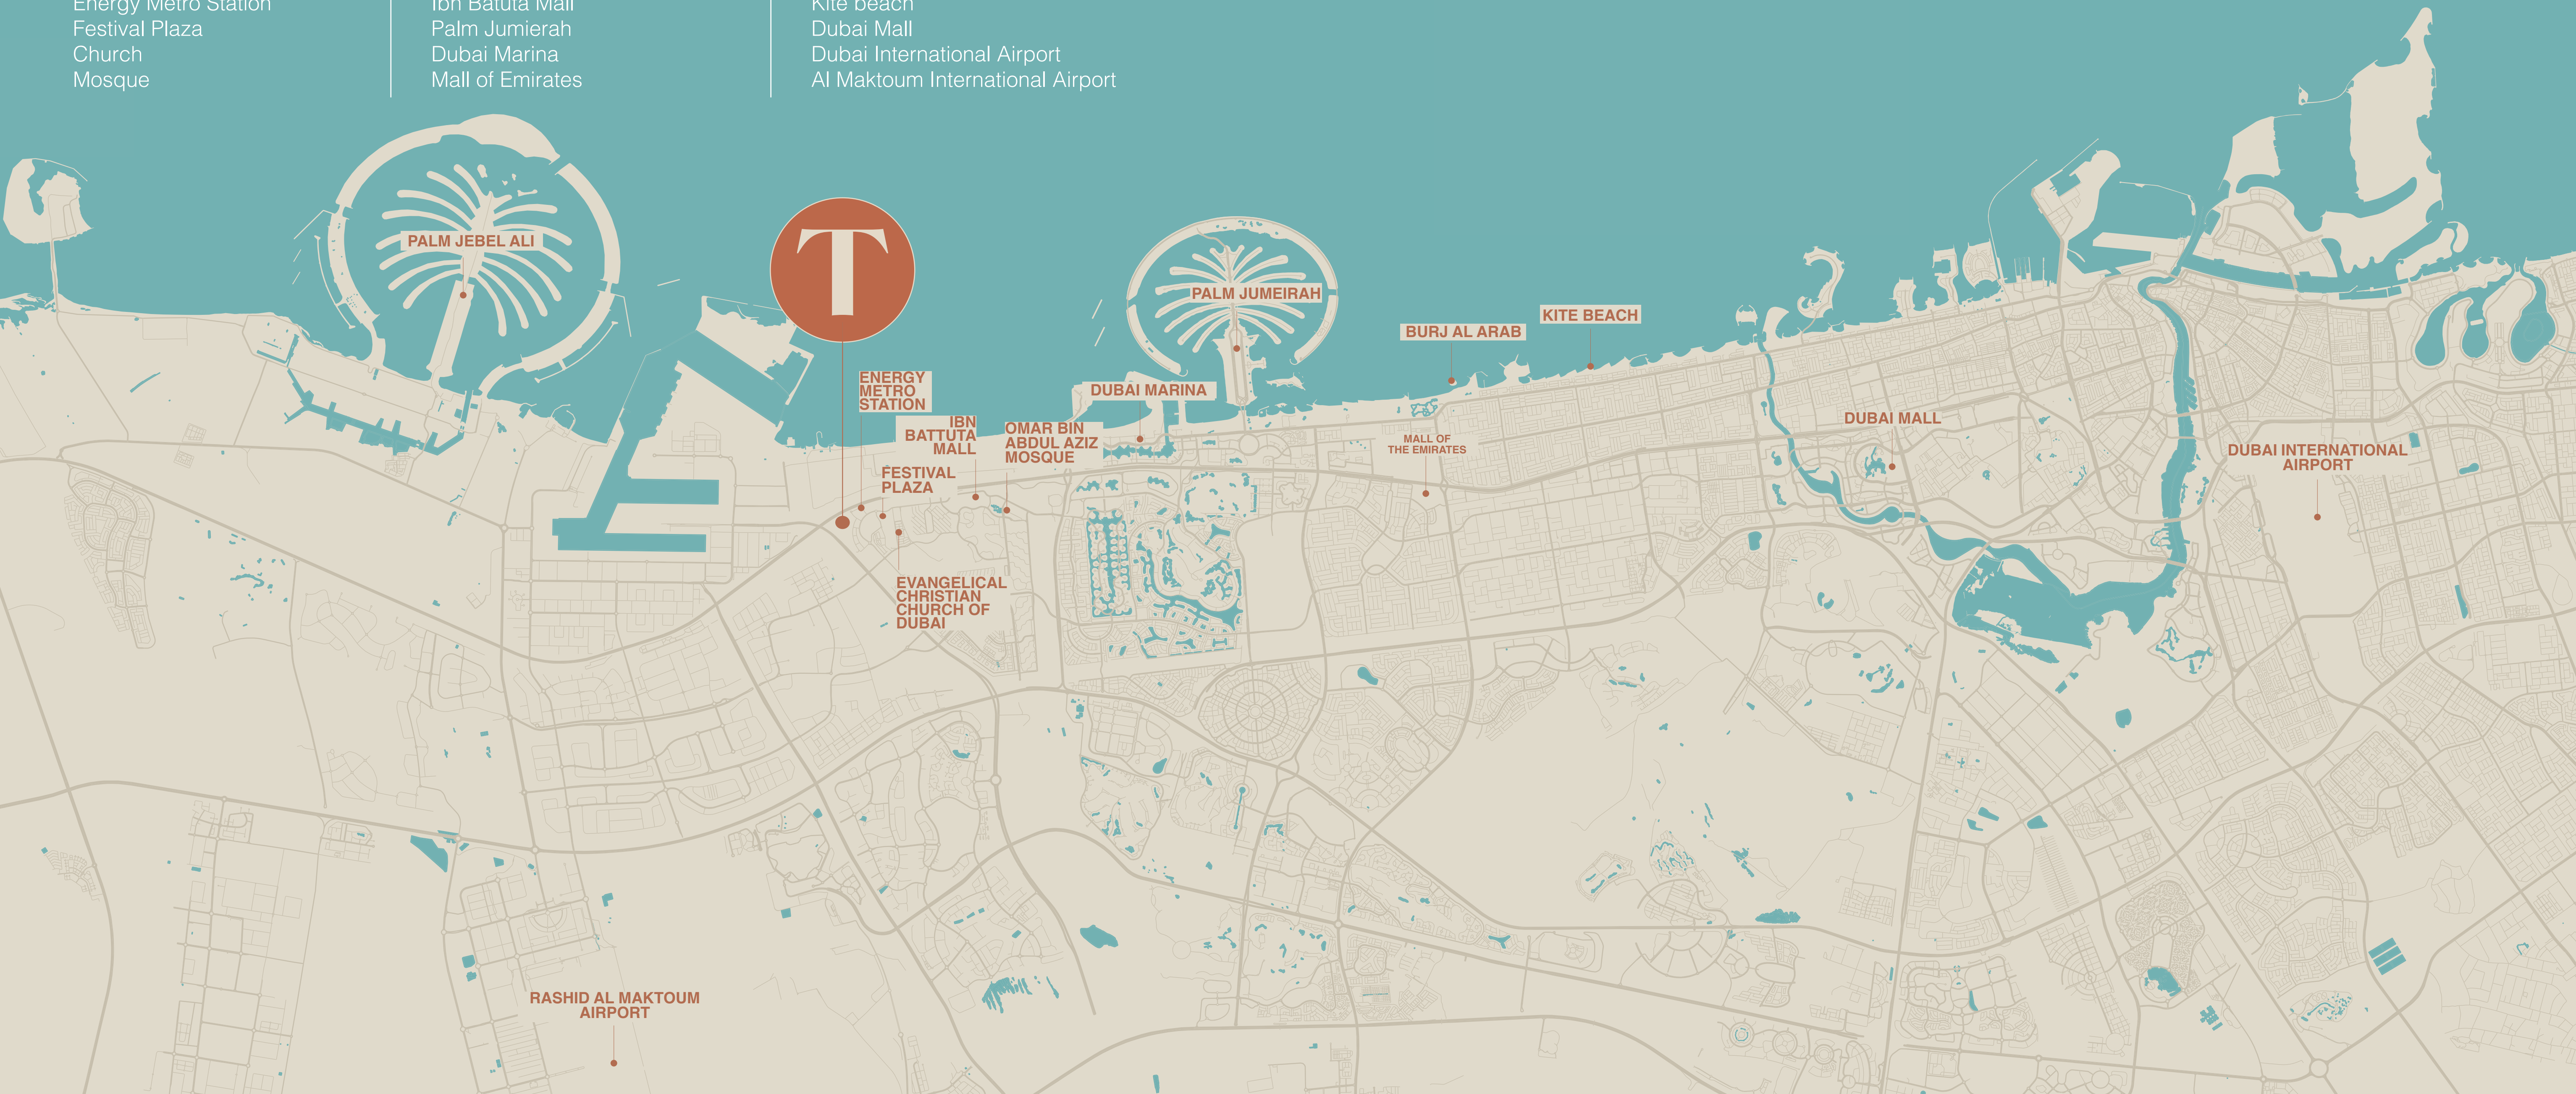 Energy Metro Station
Festival Plaza
Church
Mosque
Ibn Batuta Mall
Palm Jumierah
Dubai Marina
Mall of Emirates
Kite beach
Dubai Mall
Dubai International Airport
Al Maktoum International Airport
PALM JEBEL ALI
T
PALM JUMEIRAH
KITE BEACH
BURJ AL ARAB
ENERGY
METRO
STATION
DUBAI MARINA
IBN
BATTUTA
MALL
OMAR BIN
ABDUL AZIZ
MOSQUE
DUBAI MALL
MALL OF
THE EMIRATES
DUBAI INTERNATIONAL
AIRPORT
FESTIVAL
PLAZA
EVANGELICAL
CHRISTIAN
CHURCH OF
DUBAI
RASHID AL MAKTOUM
AIRPORT